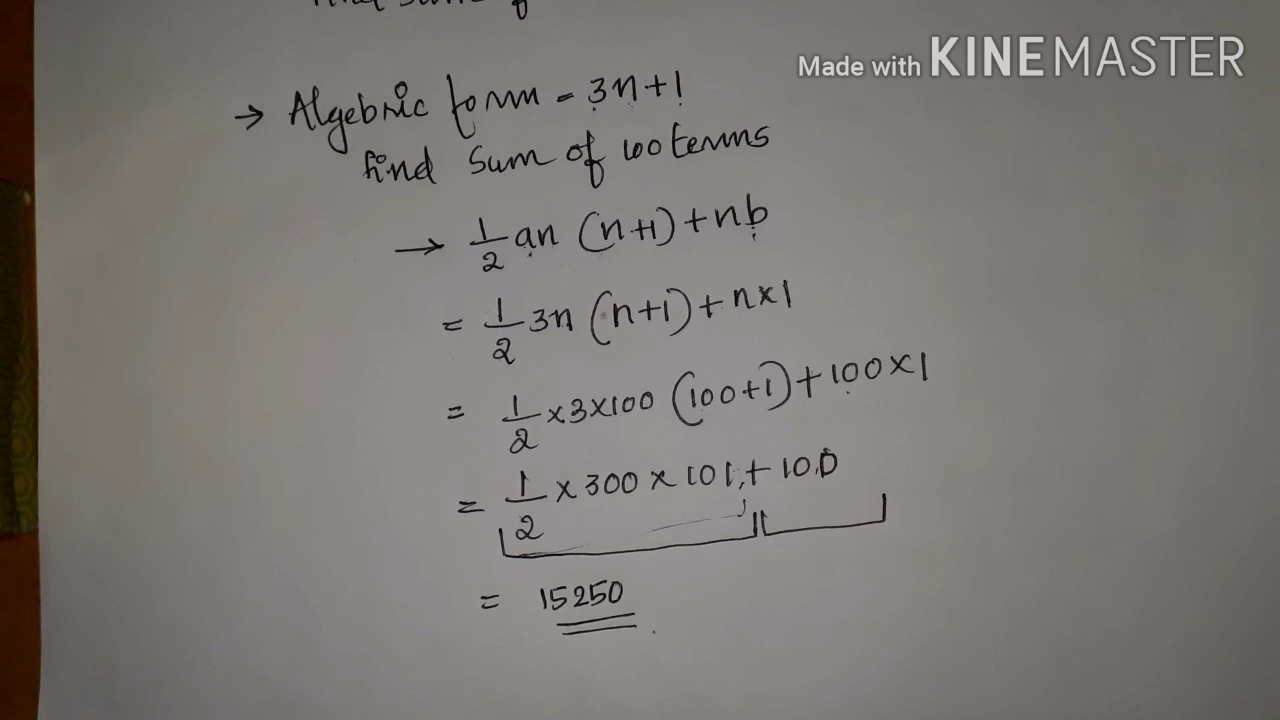 Made with KINEMASTER
→ Algebric form = 3n+1
find sum of 100 terms
→ 1/2 an (n+1) + nb
= 1/2 3n (n+1) + n×1
= 1/2 ×3×100 (100+1) + 100×1
= 1/2 × 300 × 101 + 100
= 15250